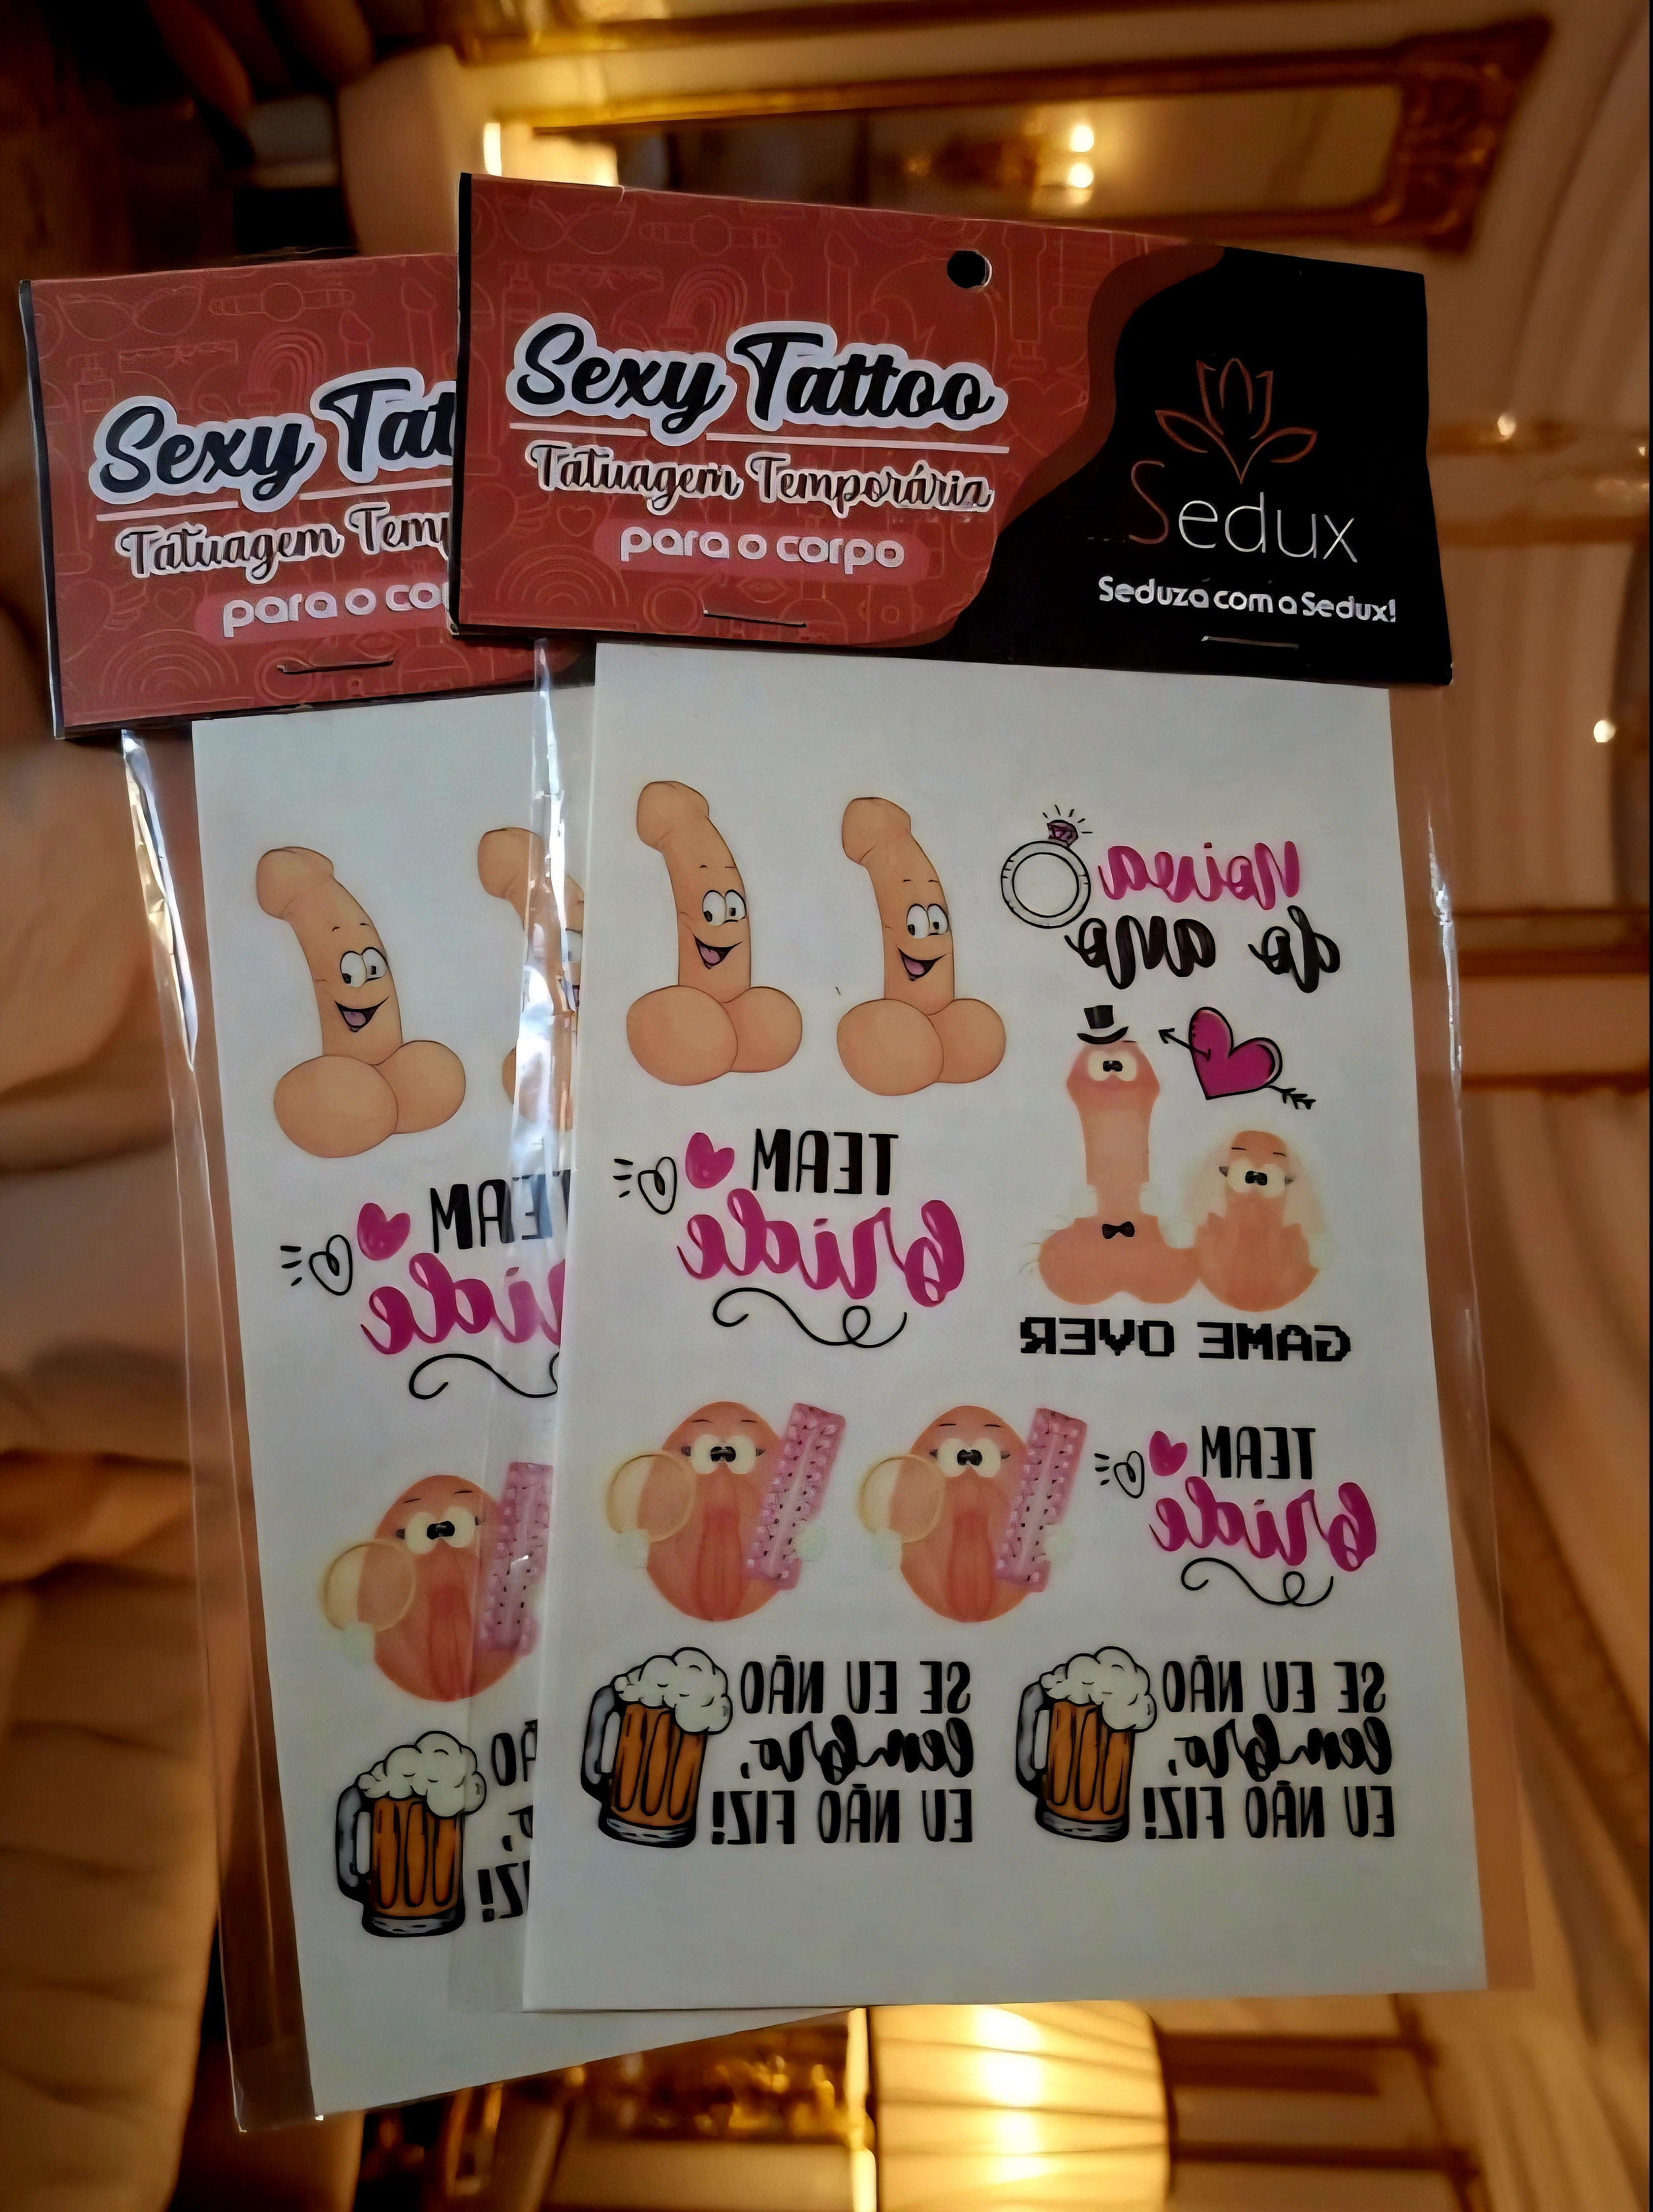 Sexy Tat
Tatuagem Temp
para o co
Sexy Tattoo
Tatuagem Temporária
para o corpo
Sedux
Seduza com a Sedux!
TEAM
bride
Noiva
do ano
GAME OVER
TEAM
bride
TEAM
bride
SE EU NÃO
lembro,
EU NÃO FIZ!
SE EU NÃO
lembro,
EU NÃO FIZ!